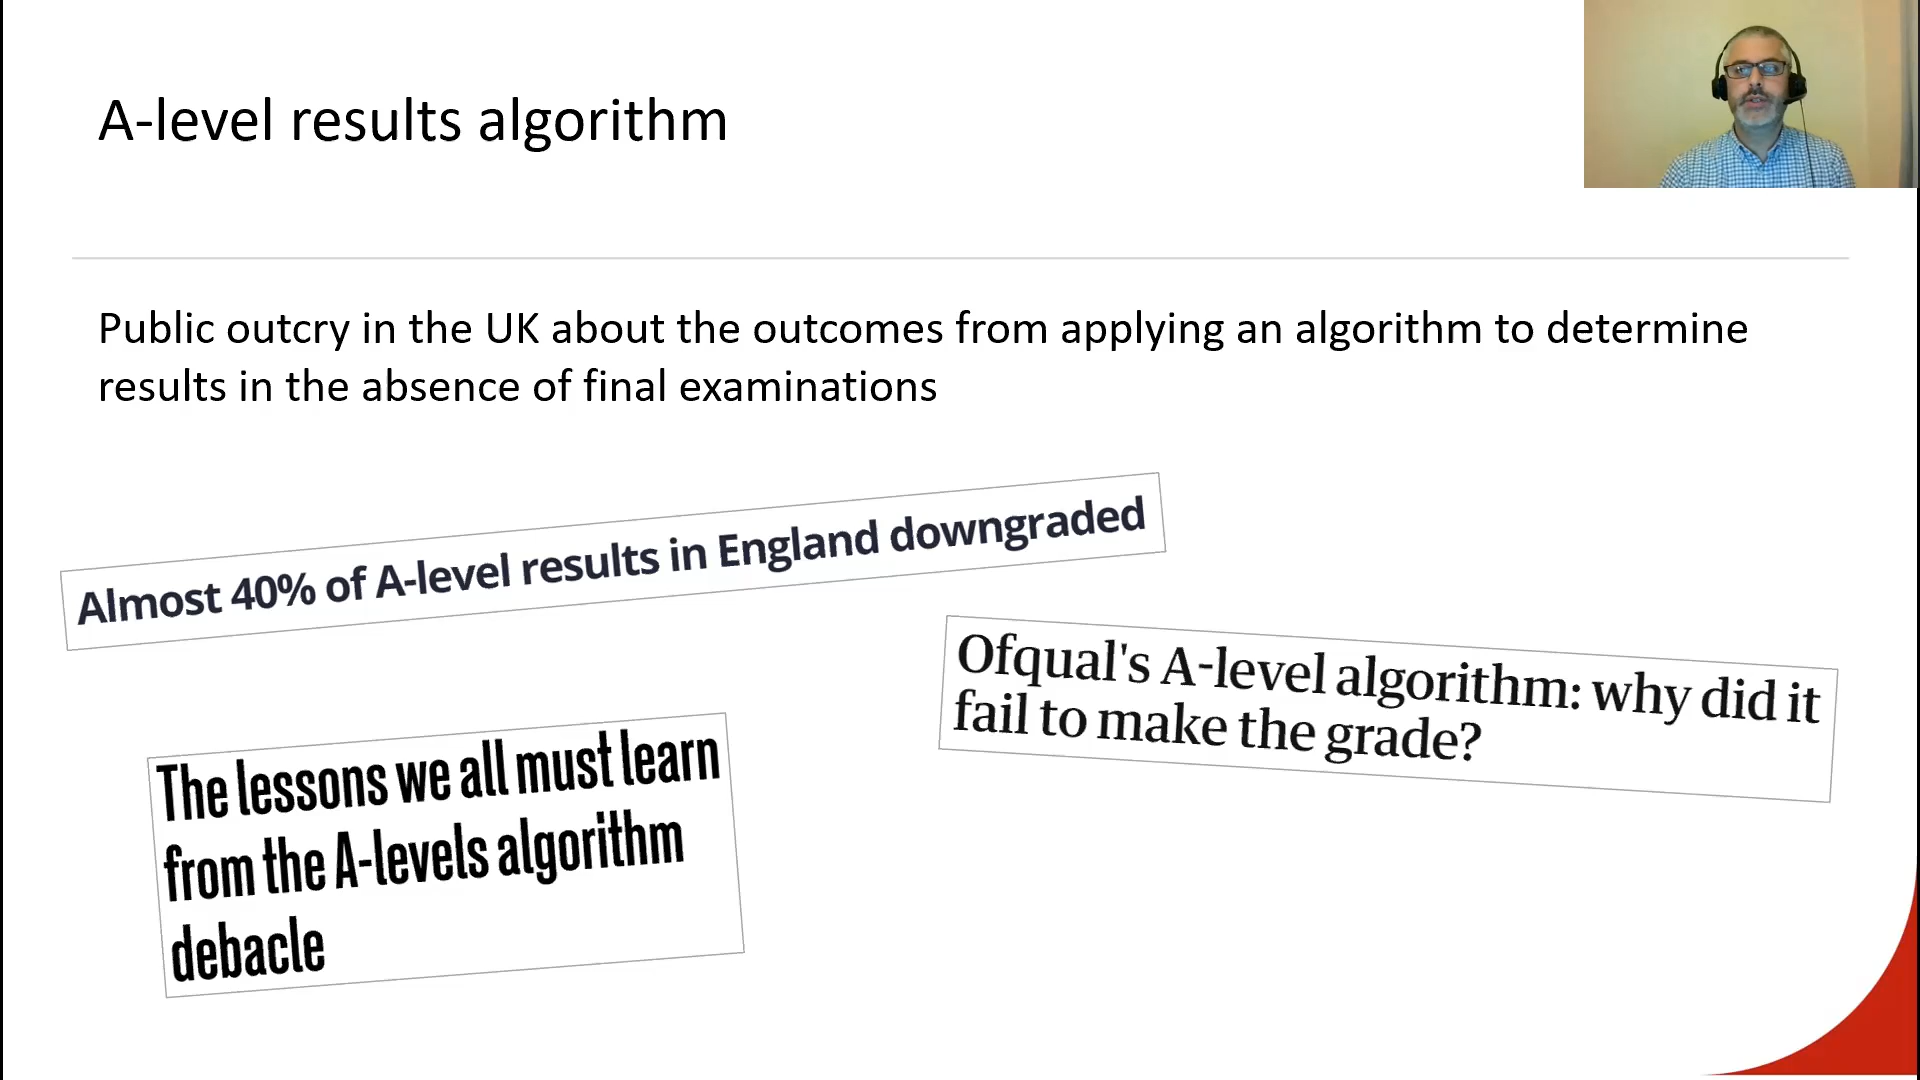 A-level results algorithm
Public outcry in the UK about the outcomes from applying an algorithm to determine
results in the absence of final examinations
Almost 40% of A-level results in England downgraded
Ofqual's A-level algorithm: why did it
fail to make the grade?
The lessons we all must learn
from the A-levels algorithm
debacle